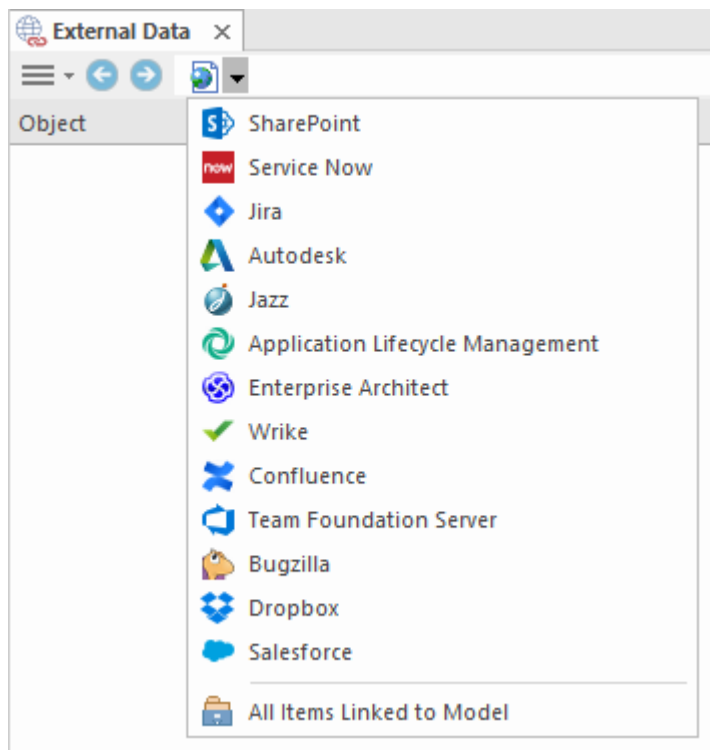 External Data
Object
SharePoint
now Service Now
Jira
Autodesk
Jazz
Application Lifecycle Management
Enterprise Architect
Wrike
Confluence
Team Foundation Server
Bugzilla
Dropbox
Salesforce
All Items Linked to Model